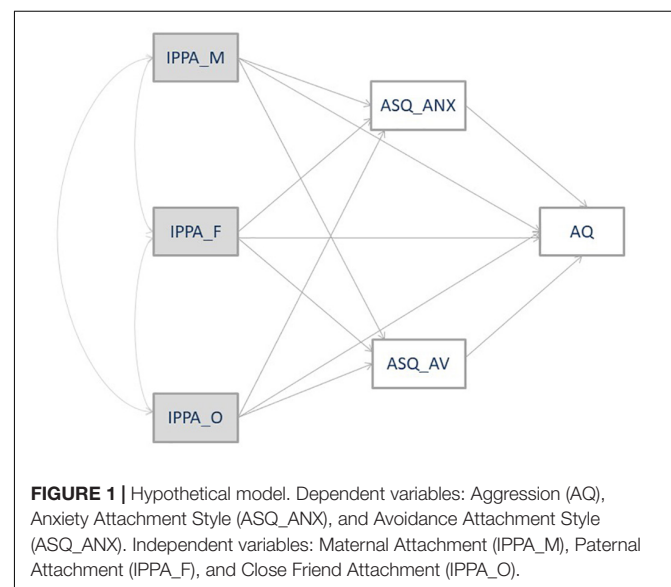 IPPA_M
ASQ_ANX
IPPA_F
AQ
ASQ_AV
IPPA_O
FIGURE 1 | Hypothetical model. Dependent variables: Aggression (AQ),
Anxiety Attachment Style (ASQ_ANX), and Avoidance Attachment Style
(ASQ_ANX). Independent variables: Maternal Attachment (IPPA_M), Paternal
Attachment (IPPA_F), and Close Friend Attachment (IPPA_O).